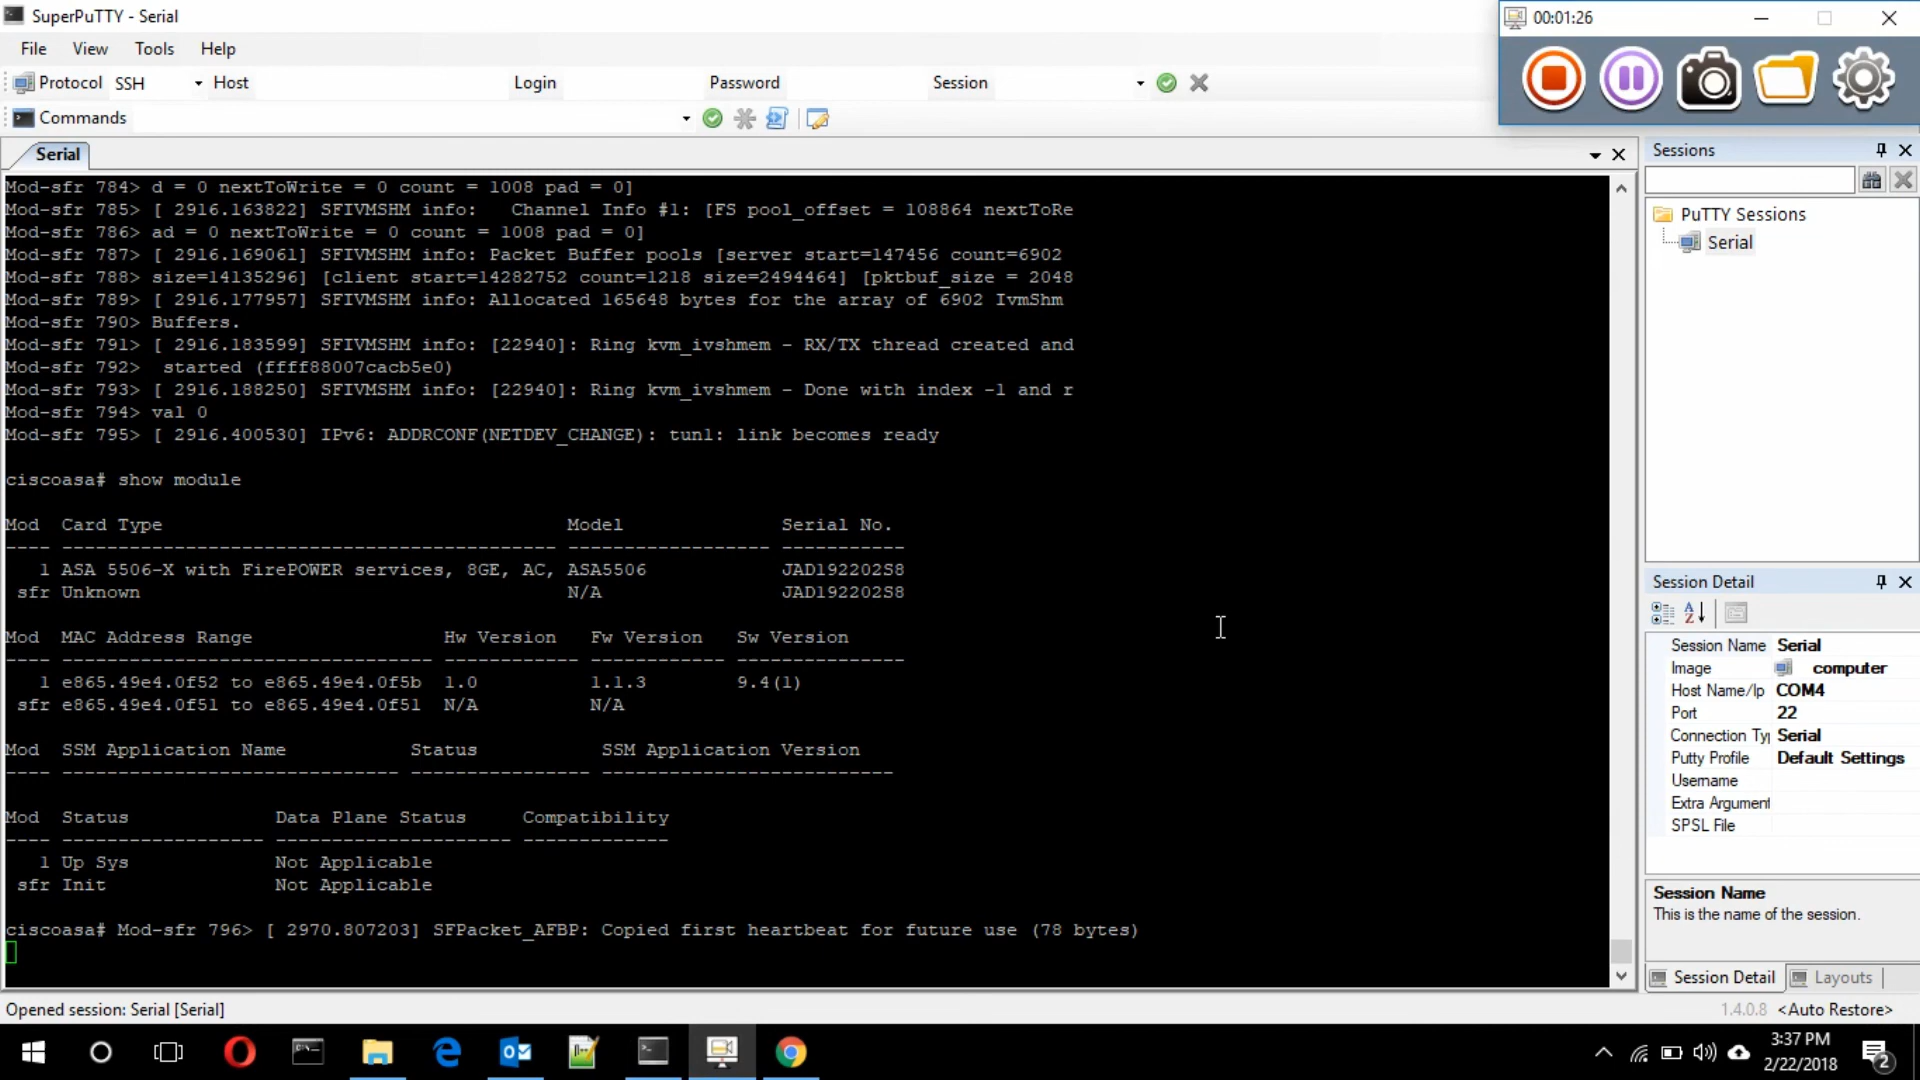 SuperPuTTY - Serial
00:01:26
File View Tools Help
Protocol SSH Host Login Password Session
Commands
Serial
Sessions
PuTTY Sessions
Serial
Mod-sfr 784> d = 0 nextToWrite = 0 count = 1008 pad = 0]
Mod-sfr 785> [ 2916.163822] SFIVMSHM info:   Channel Info #1: [FS pool_offset = 108864 nextToRe
Mod-sfr 786> ad = 0 nextToWrite = 0 count = 1008 pad = 0]
Mod-sfr 787> [ 2916.169061] SFIVMSHM info: Packet Buffer pools [server start=147456 count=6902
Mod-sfr 788> size=14135296] [client start=14282752 count=1218 size=2494464] [pktbuf_size = 2048
Mod-sfr 789> [ 2916.177957] SFIVMSHM info: Allocated 165648 bytes for the array of 6902 IvmShm
Mod-sfr 790> Buffers.
Mod-sfr 791> [ 2916.183599] SFIVMSHM info: [22940]: Ring kvm_ivshmem - RX/TX thread created and
Mod-sfr 792>  started (ffff88007cacb5e0)
Mod-sfr 793> [ 2916.188250] SFIVMSHM info: [22940]: Ring kvm_ivshmem - Done with index -1 and r
Mod-sfr 794> val 0
Mod-sfr 795> [ 2916.400530] IPv6: ADDRCONF(NETDEV_CHANGE): tun1: link becomes ready
ciscoasa# show module
Mod  Card Type                                    Model              Serial No.
---- -------------------------------------------- ------------------ -----------
   1 ASA 5506-X with FirePOWER services, 8GE, AC, ASA5506            JAD192202S8
 sfr Unknown                                      N/A                JAD192202S8
Mod  MAC Address Range                 Hw Version   Fw Version   Sw Version
---- --------------------------------- ------------ ------------ ---------------
   1 e865.49e4.0f52 to e865.49e4.0f5b  1.0          1.1.3        9.4(1)
 sfr e865.49e4.0f51 to e865.49e4.0f51  N/A          N/A
Mod  SSM Application Name           Status           SSM Application Version
---- ------------------------------ ---------------- --------------------------
Mod  Status             Data Plane Status     Compatibility
---- ------------------ --------------------- -------------
   1 Up Sys             Not Applicable
 sfr Init               Not Applicable
ciscoasa# Mod-sfr 796> [ 2970.807203] SFPacket_AFBP: Copied first heartbeat for future use (78 bytes)
Session Detail
Session Name Serial
Image computer
Host Name/Ip COM4
Port 22
Connection Ty Serial
Putty Profile Default Settings
Username
Extra Argument
SPSL File
Session Name
This is the name of the session.
Session Detail Layouts
Opened session: Serial [Serial]
1.4.0.8 <Auto Restore>
3:37 PM
2/22/2018
2